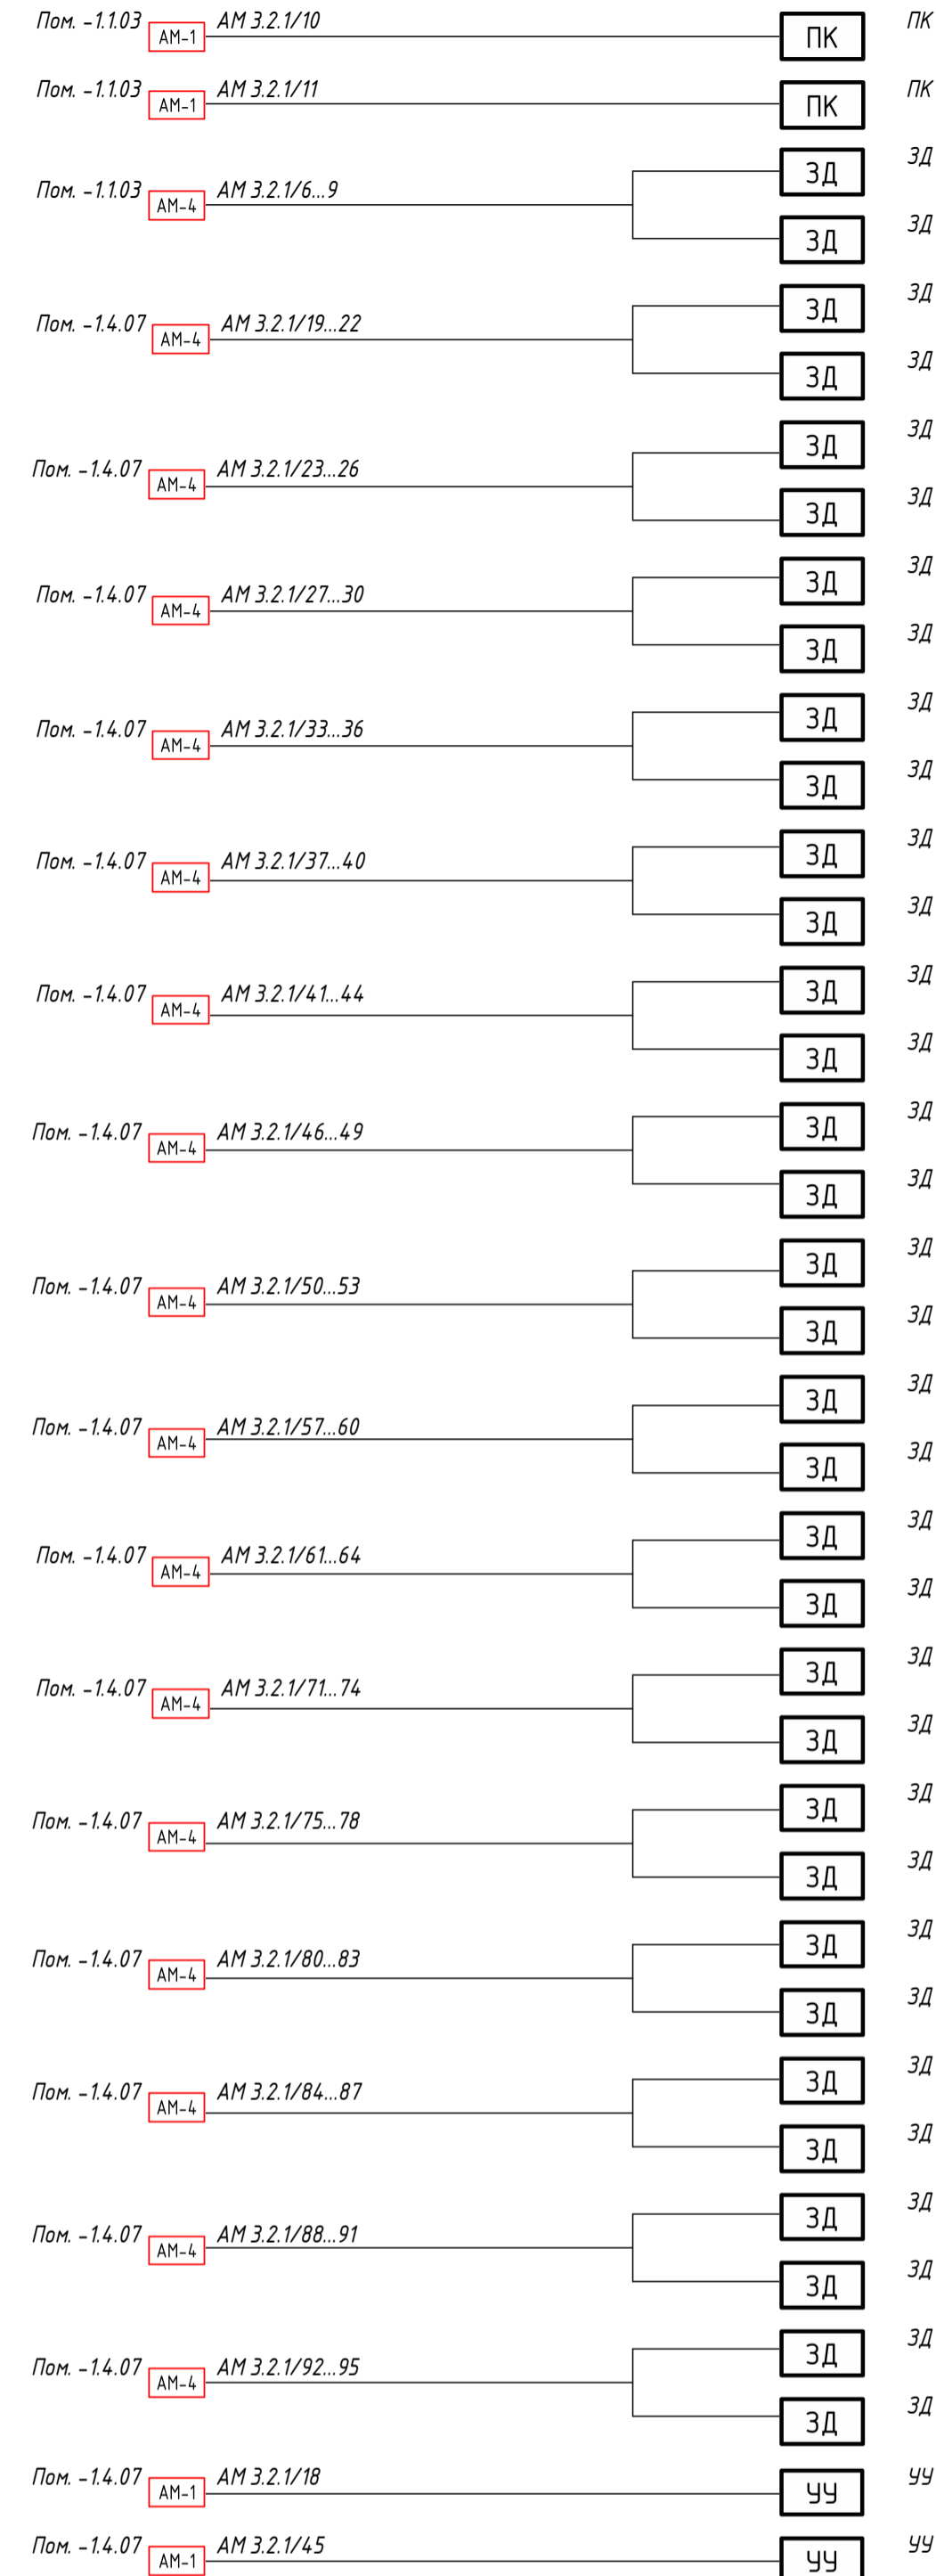 Пом. -1.1.03 АМ-1 АМ 3.2.1/10 ПК ПК
Пом. -1.1.03 АМ-1 АМ 3.2.1/11 ПК ПК
ЗД ЗД
Пом. -1.1.03 АМ-4 АМ 3.2.1/6...9
ЗД ЗД
ЗД ЗД
Пом. -1.4.07 АМ-4 АМ 3.2.1/19...22
ЗД ЗД
ЗД ЗД
Пом. -1.4.07 АМ-4 АМ 3.2.1/23...26
ЗД ЗД
ЗД ЗД
Пом. -1.4.07 АМ-4 АМ 3.2.1/27...30
ЗД ЗД
ЗД ЗД
Пом. -1.4.07 АМ-4 АМ 3.2.1/33...36
ЗД ЗД
ЗД ЗД
Пом. -1.4.07 АМ-4 АМ 3.2.1/37...40
ЗД ЗД
ЗД ЗД
Пом. -1.4.07 АМ-4 АМ 3.2.1/41...44
ЗД ЗД
ЗД ЗД
Пом. -1.4.07 АМ-4 АМ 3.2.1/46...49
ЗД ЗД
ЗД ЗД
Пом. -1.4.07 АМ-4 АМ 3.2.1/50...53
ЗД ЗД
ЗД ЗД
Пом. -1.4.07 АМ-4 АМ 3.2.1/57...60
ЗД ЗД
ЗД ЗД
Пом. -1.4.07 АМ-4 АМ 3.2.1/61...64
ЗД ЗД
ЗД ЗД
Пом. -1.4.07 АМ-4 АМ 3.2.1/71...74
ЗД ЗД
ЗД ЗД
Пом. -1.4.07 АМ-4 АМ 3.2.1/75...78
ЗД ЗД
ЗД ЗД
Пом. -1.4.07 АМ-4 АМ 3.2.1/80...83
ЗД ЗД
ЗД ЗД
Пом. -1.4.07 АМ-4 АМ 3.2.1/84...87
ЗД ЗД
ЗД ЗД
Пом. -1.4.07 АМ-4 АМ 3.2.1/88...91
ЗД ЗД
ЗД ЗД
Пом. -1.4.07 АМ-4 АМ 3.2.1/92...95
ЗД ЗД
Пом. -1.4.07 АМ-1 АМ 3.2.1/18 УУ УУ
Пом. -1.4.07 АМ-1 АМ 3.2.1/45 УУ УУ